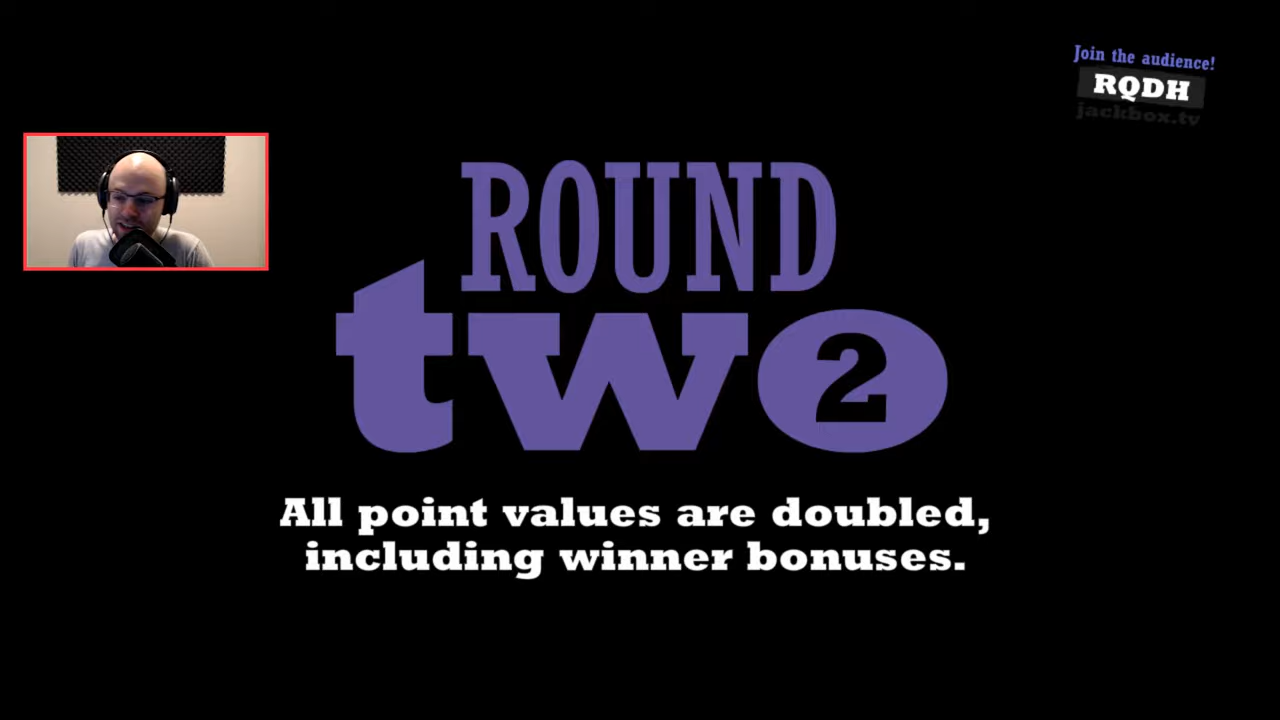 Join the audience!
RQDH
jackbox.tv
ROUND
two
2
All point values are doubled,
including winner bonuses.